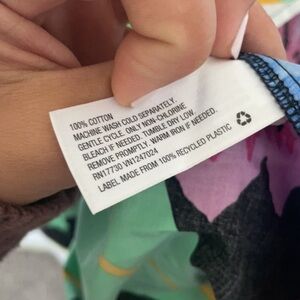 100% COTTON
MACHINE WASH COLD SEPARATELY.
GENTLE CYCLE. ONLY NON-CHLORINE
BLEACH IF NEEDED. TUMBLE DRY LOW.
REMOVE PROMPTLY. WARM IRON IF NEEDED.
RN17730 VN1247024
LABEL MADE FROM 100% RECYCLED PLASTIC